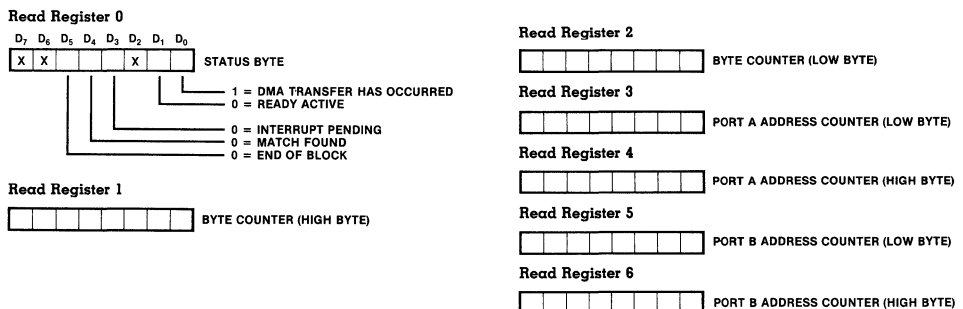 Read Register 0
D7 D6 D5 D4 D3 D2 D1 D0
X X X STATUS BYTE
1 = DMA TRANSFER HAS OCCURRED
0 = READY ACTIVE
0 = INTERRUPT PENDING
0 = MATCH FOUND
0 = END OF BLOCK
Read Register 1
BYTE COUNTER (HIGH BYTE)
Read Register 2
BYTE COUNTER (LOW BYTE)
Read Register 3
PORT A ADDRESS COUNTER (LOW BYTE)
Read Register 4
PORT A ADDRESS COUNTER (HIGH BYTE)
Read Register 5
PORT B ADDRESS COUNTER (LOW BYTE)
Read Register 6
PORT B ADDRESS COUNTER (HIGH BYTE)